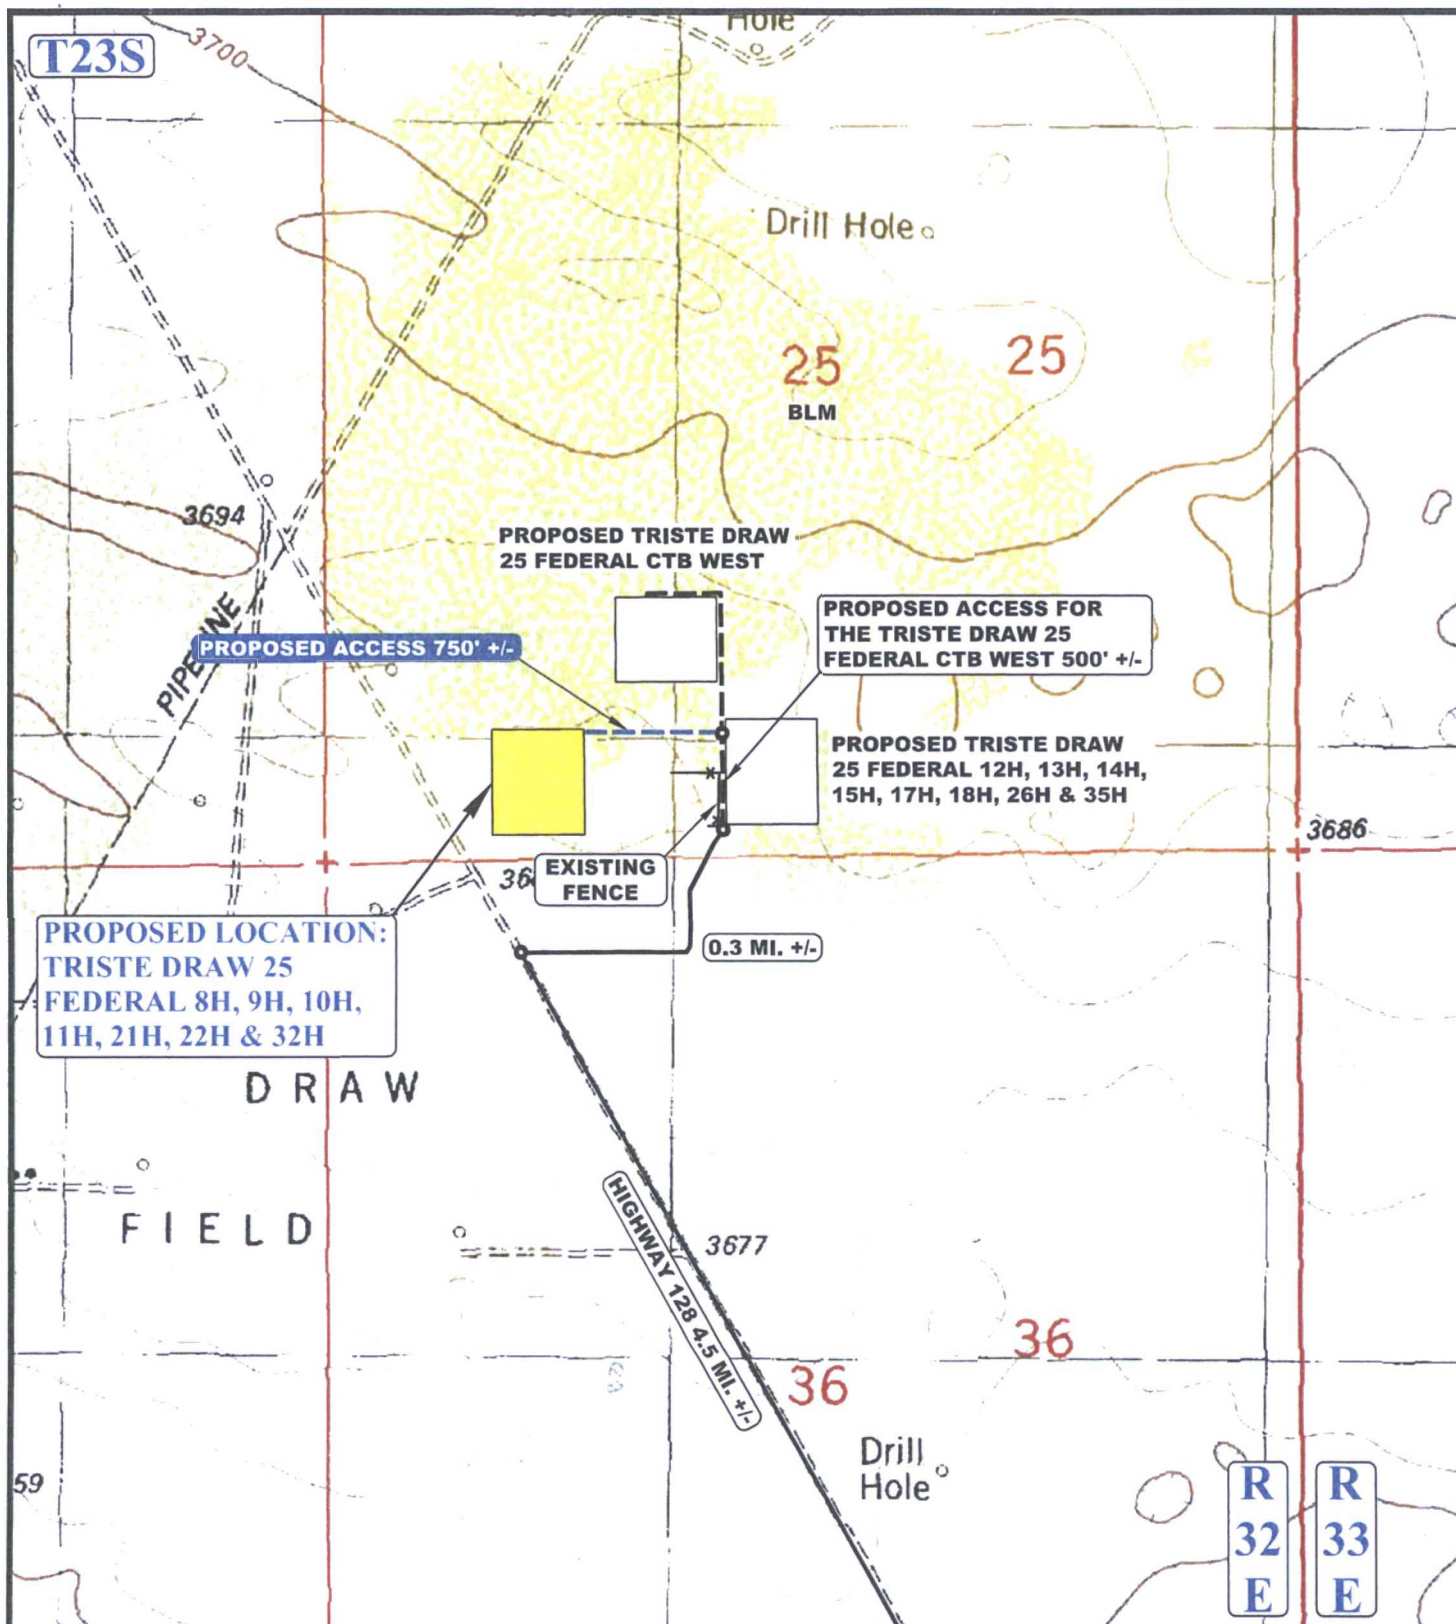 Hole
T23S
3700
Drill Hole
25
25
BLM
3694
PROPOSED TRISTE DRAW
25 FEDERAL CTB WEST
PROPOSED ACCESS FOR
THE TRISTE DRAW 25
FEDERAL CTB WEST 500' +/-
PROPOSED ACCESS 750' +/-
PIPELINE
PROPOSED TRISTE DRAW
25 FEDERAL 12H, 13H, 14H,
15H, 17H, 18H, 26H & 35H
3686
EXISTING
FENCE
PROPOSED LOCATION:
TRISTE DRAW 25
FEDERAL 8H, 9H, 10H,
11H, 21H, 22H & 32H
0.3 MI. +/-
DRAW
FIELD
3677
HIGHWAY 128 4.5 MI. +/-
36
36
Drill
Hole
59
R
32
E
R
33
E